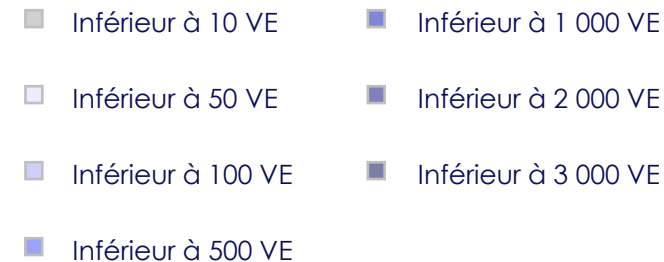 Inférieur à 10 VE
Inférieur à 50 VE
Inférieur à 100 VE
Inférieur à 500 VE
Inférieur à 1 000 VE
Inférieur à 2 000 VE
Inférieur à 3 000 VE